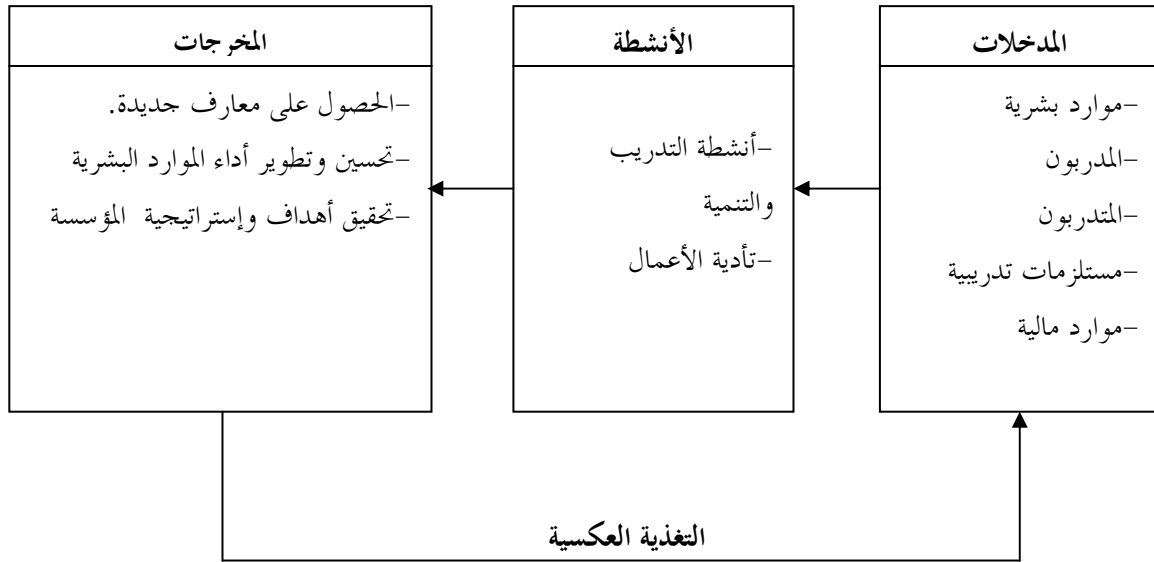 المدخلات
-موارد بشرية
-المدربون
-المتدربون
-مستلزمات تدريبية
-موارد مالية
الأنشطة
-أنشطة التدريب
والتنمية
-تأدية الأعمال
المخرجات
-الحصول على معارف جديدة.
-تحسين وتطوير أداء الموارد البشرية
-تحقيق أهداف وإستراتيجية المؤسسة
التغذية العكسية